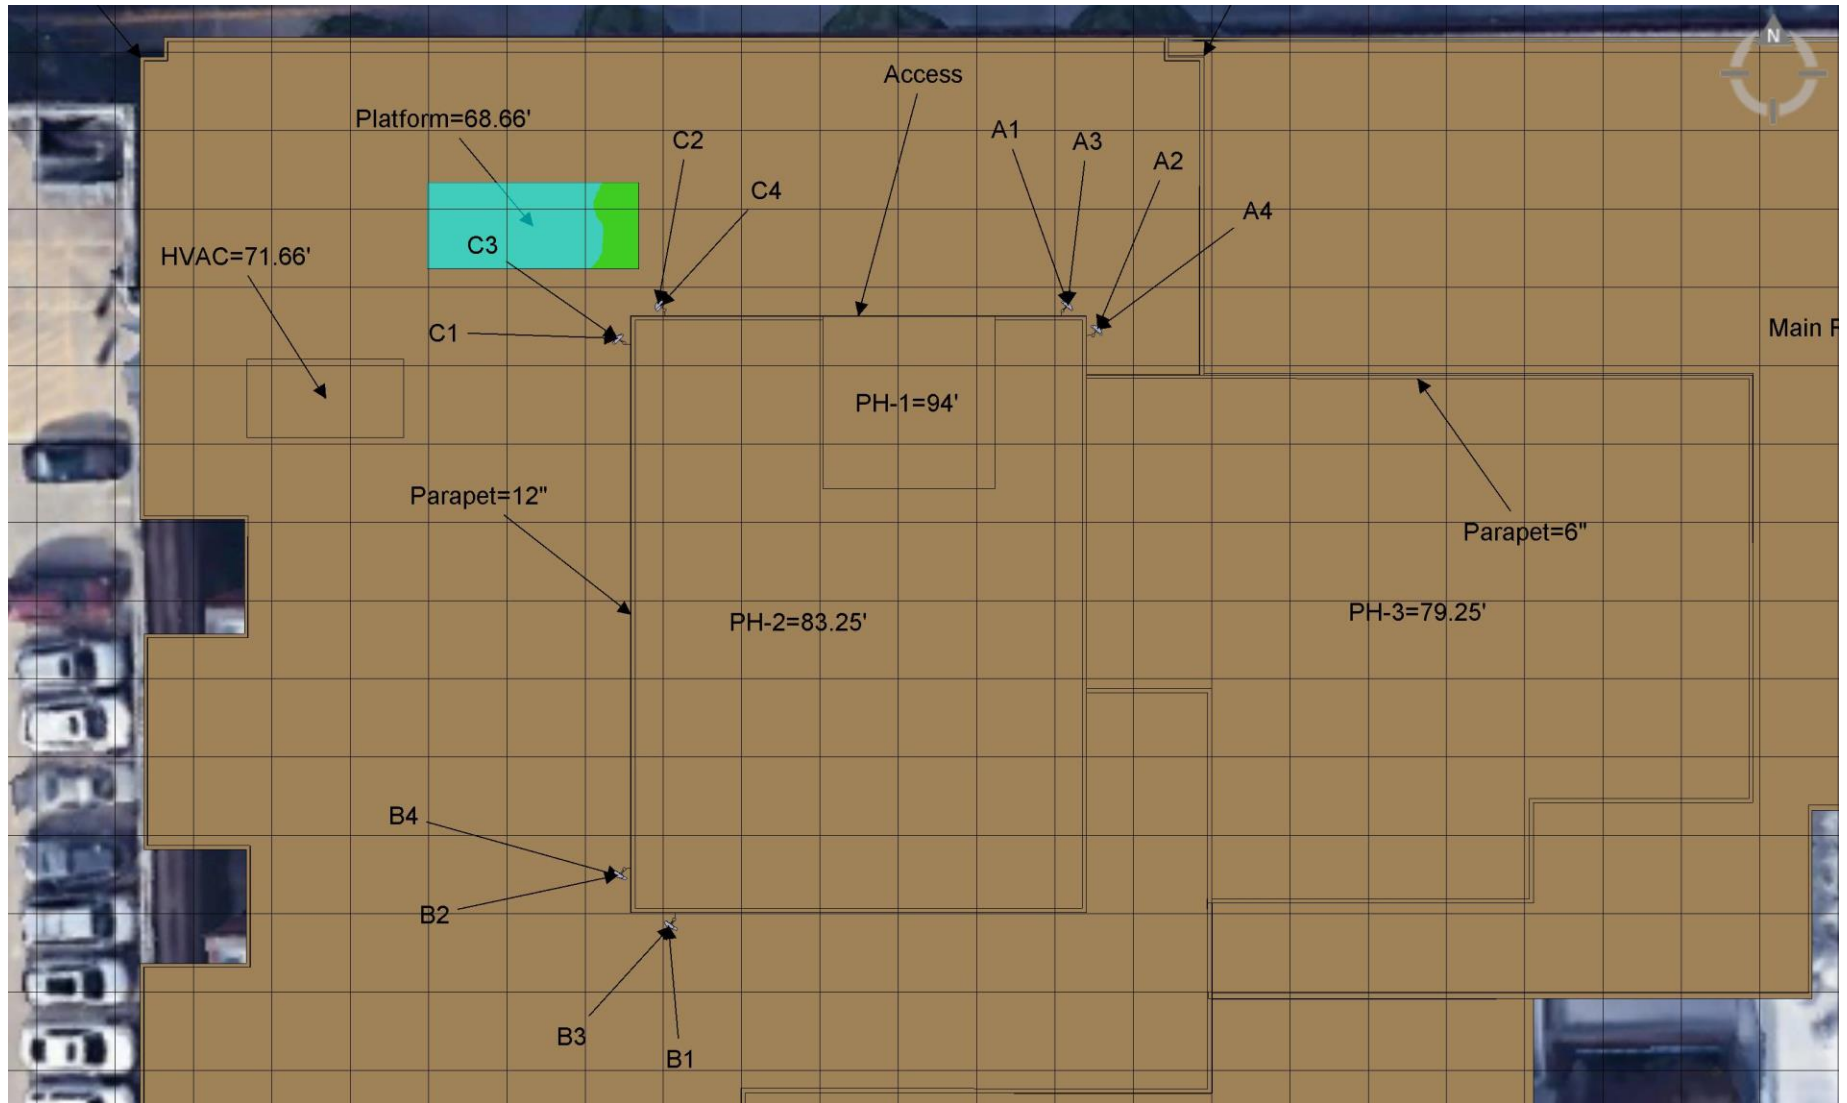 N
Access
Platform=68.66'
C2
A1
A3
A2
C4
A4
C3
HVAC=71.66'
C1
Main
PH-1=94'
Parapet=12"
Parapet=6"
PH-3=79.25'
PH-2=83.25'
B4
B2
B3
B1